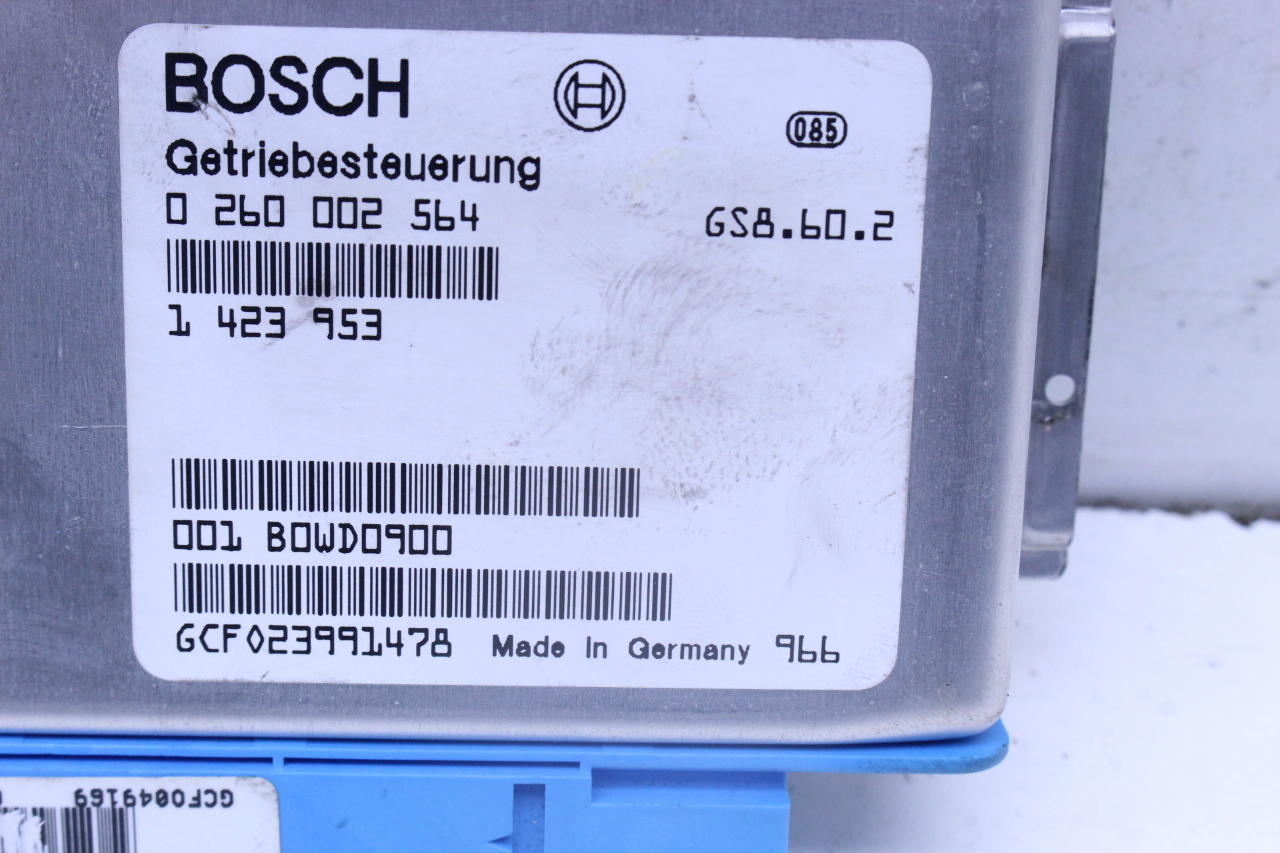 BOSCH
085
Getriebesteuerung
0 260 002 564 GS8.60.2
1 423 953
001 B0WD0900
GCF023991478 Made In Germany 966
GCF0049169